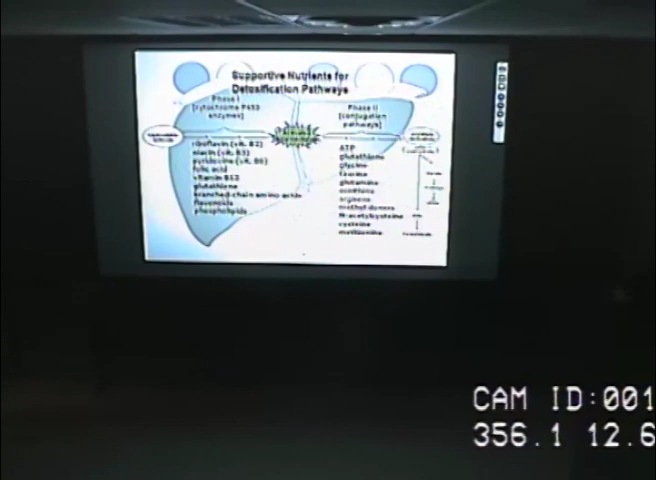 Supportive Nutrients for
Detoxification Pathways
Phase I
[cytochrome P450
enzymes]
Phase II
[conjugation
pathways]
riboflavin (vit. B2)
niacin (vit. B3)
pyridoxine (vit. B6)
folic acid
vitamin B12
glutathione
branched-chain amino acids
flavonoids
phospholipids
ATP
glutathione
glycine
taurine
glutamine
ornithine
arginine
methyl donors
N-acetylcysteine
cysteine
methionine
CAM ID:001
356.1 12.6